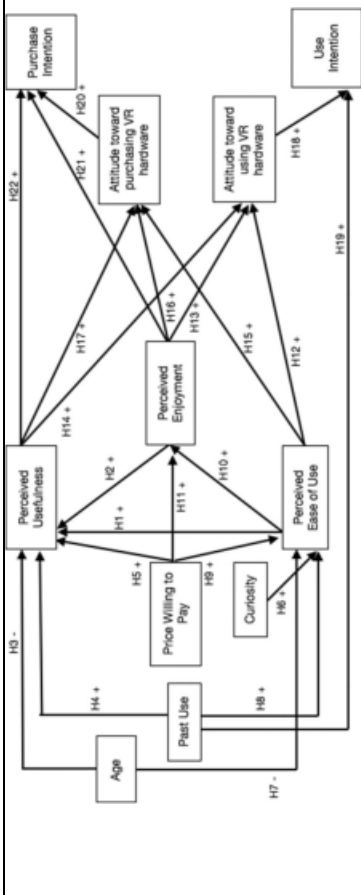 Purchase
Intention
Use
Intention
H22 +
H21 +
H20 +
Attitude toward
purchasing VR
hardware
Attitude toward
using VR
hardware
H18 +
H19 +
H17 +
H14 +
H16 +
H13 +
H15 +
H12 +
Perceived
Usefulness
Perceived
Enjoyment
Perceived
Ease of Use
H2 +
H1 +
H11 +
H10 +
H5 +
H9 +
Price Willing to
Pay
Curiosity
H6 +
H3 -
H4 +
Past Use
H8 +
Age
H7 -